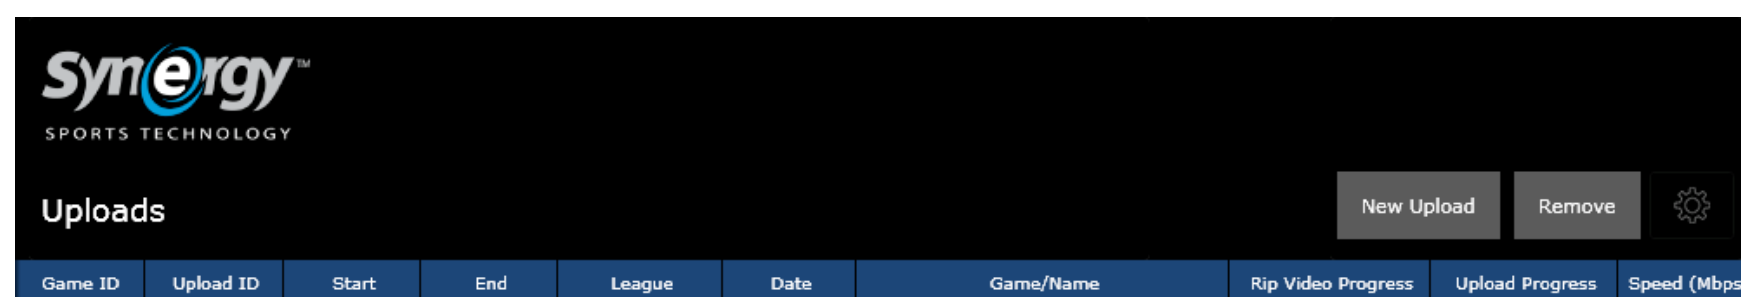 Synergy™
SPORTS TECHNOLOGY
Uploads
New Upload
Remove
Game ID Upload ID Start End League Date Game/Name Rip Video Progress Upload Progress Speed (Mbps